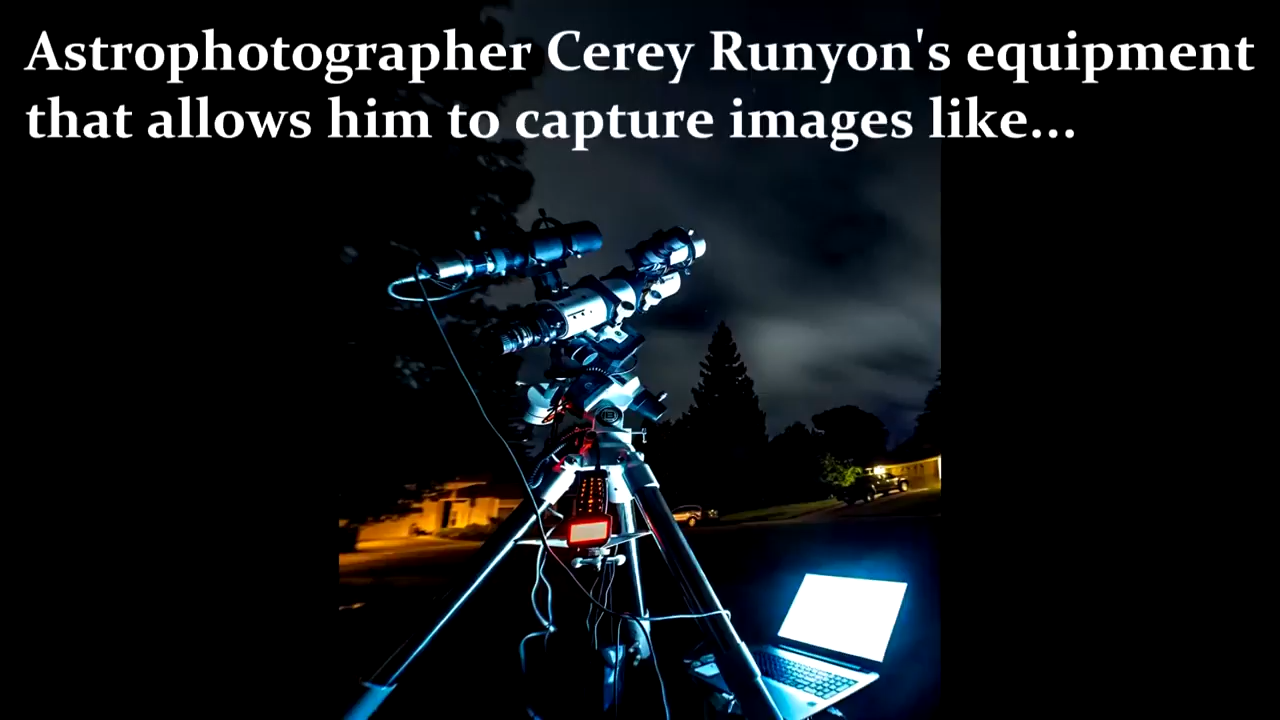 Astrophotographer Cerey Runyon's equipment
that allows him to capture images like...